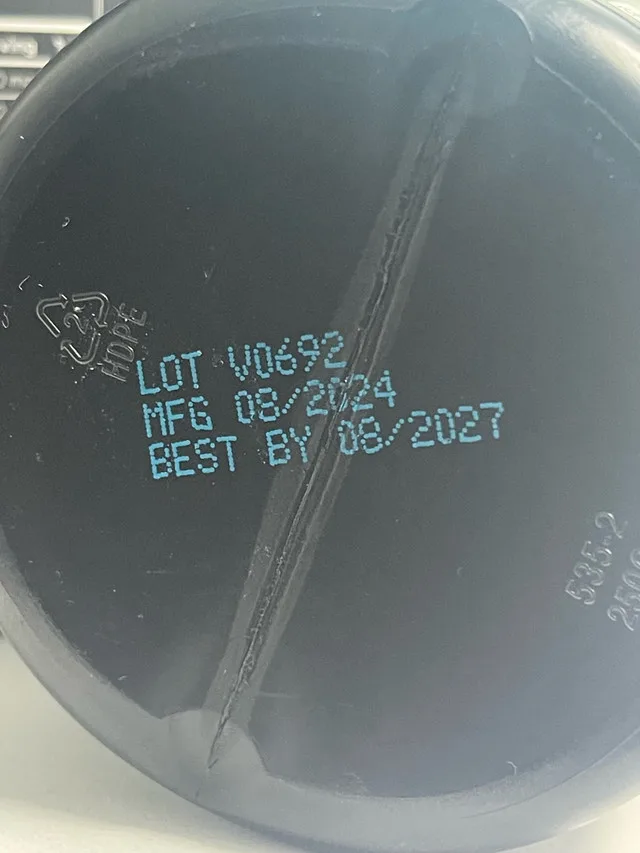 2
HDPE
LOT V0692
MFG 08/2024
BEST BY 08/2027
535-2